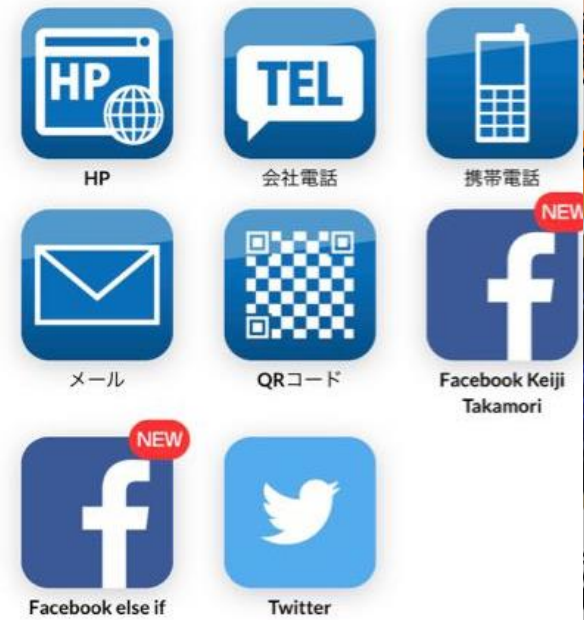 HP
TEL
HP
会社電話
携帯電話
NEW
メール
QRコード
Facebook Keiji
Takamori
NEW
Facebook else if
Twitter